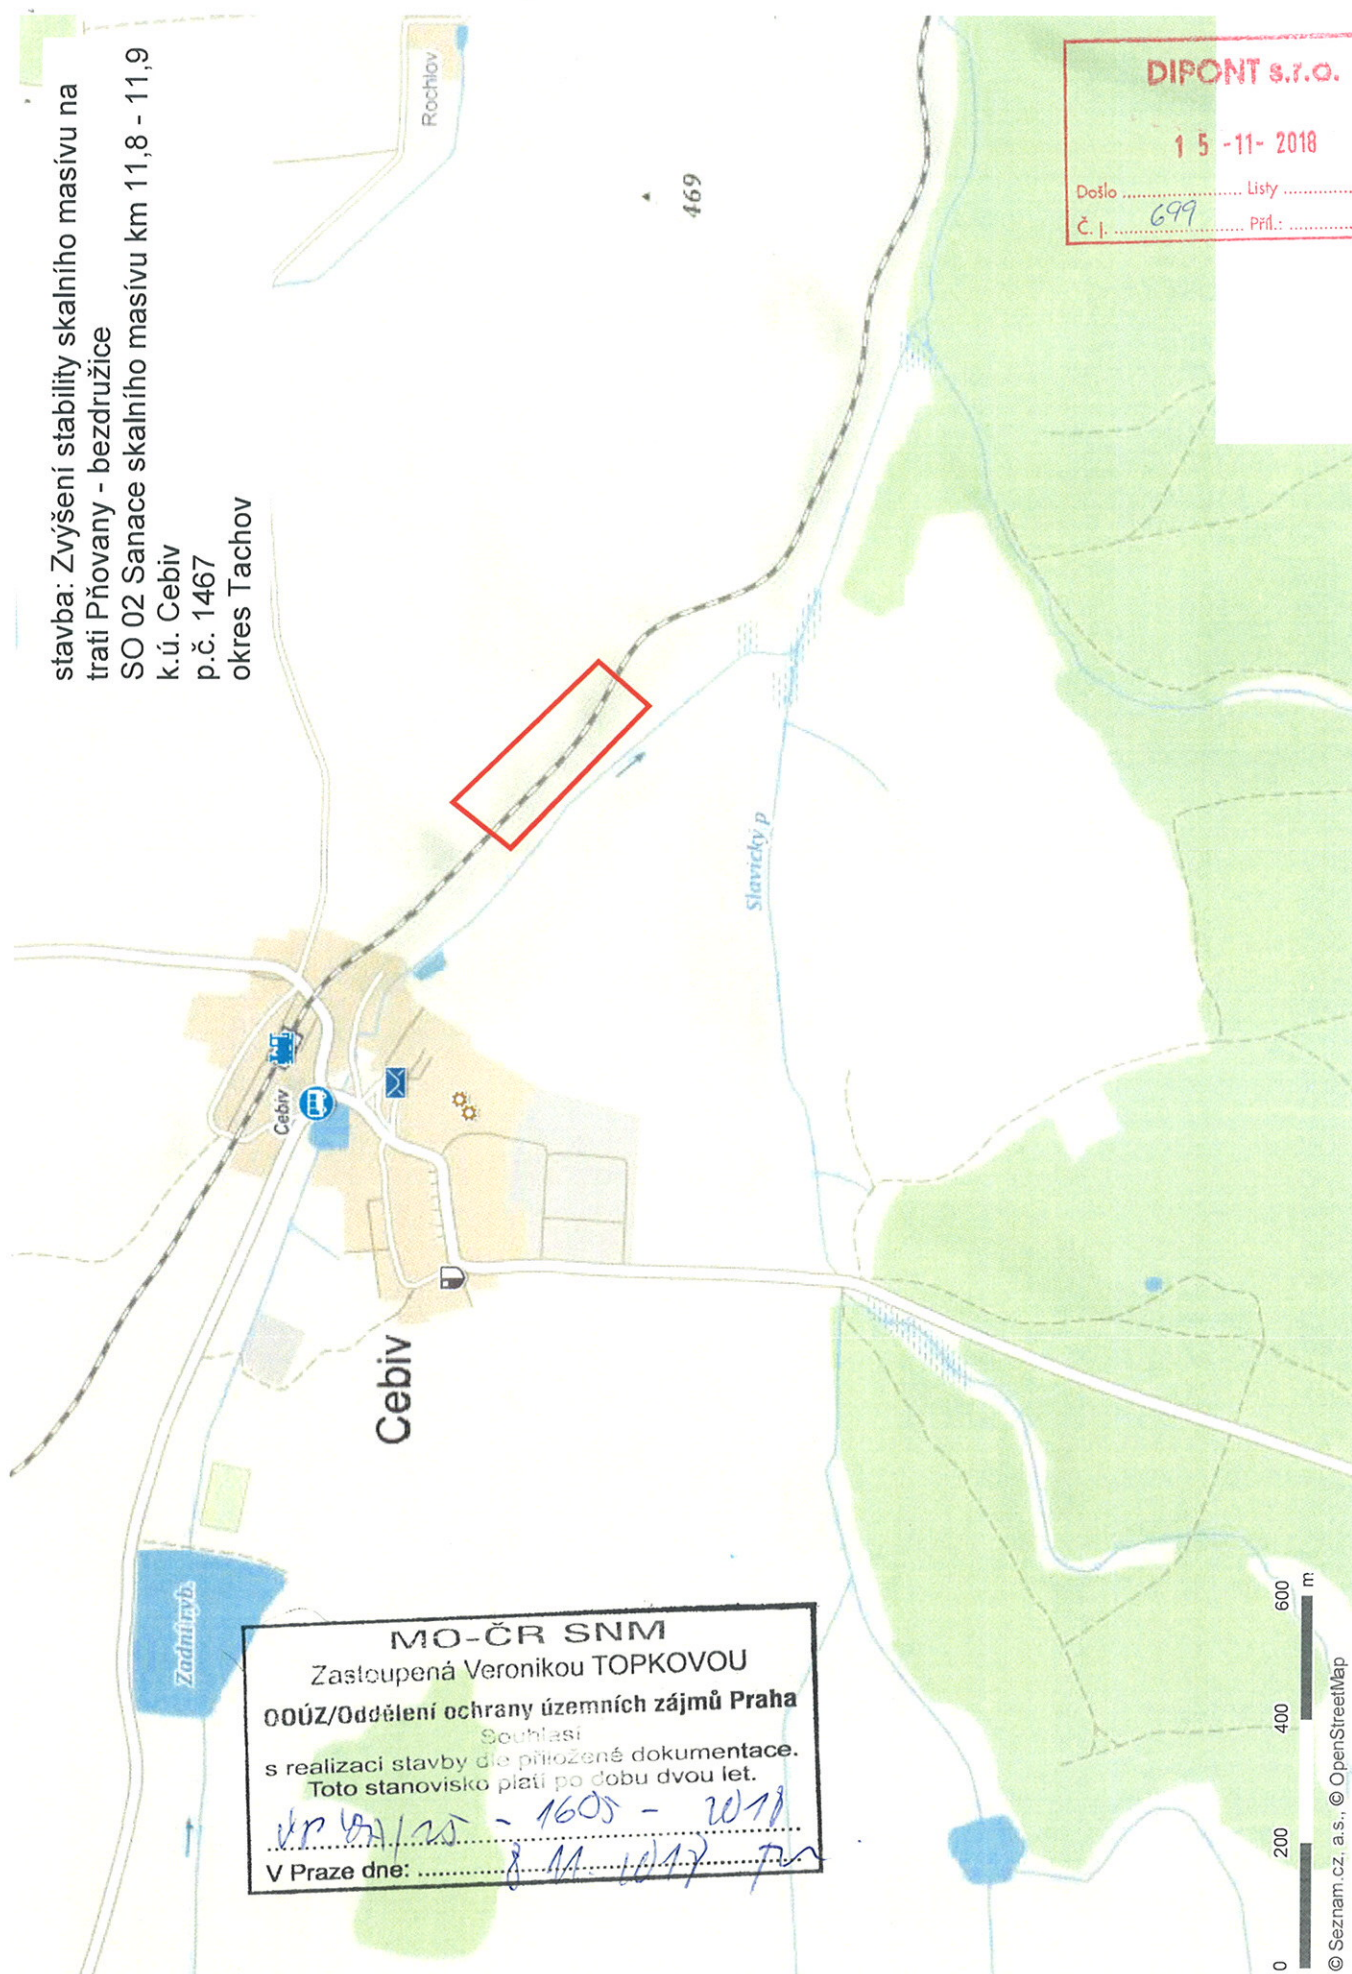 stavba: Zvýšení stability skalního masívu na
trati Pňovany - bezdružice
SO 02 Sanace skalního masívu km 11,8 - 11,9
k.ú. Cebiv
p.č. 1467
okres Tachov
Rochlov
469
DIPONT s.r.o.
15 -11- 2018
Došlo .................... Listy ............
Č. j. 699 Příl.: ............
Slavický p
Cebiv
Cebiv
Zadní ryb.
MO-ČR SNM
Zastoupená Veronikou TOPKOVOU
OOÚZ/Oddělení ochrany územních zájmů Praha
Souhlasí
s realizací stavby dle přiložené dokumentace.
Toto stanovisko platí po dobu dvou let.
- 1605 - 2018
V Praze dne: 8. 11.
0 200 400 600
m
© Seznam.cz, a.s., © OpenStreetMap